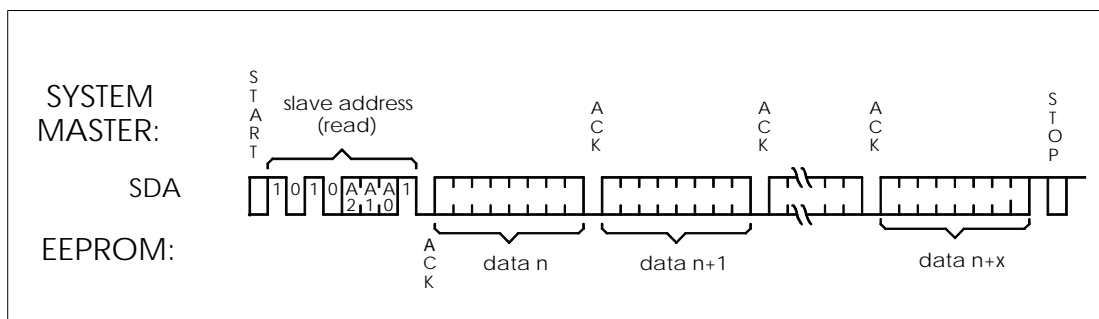 START
SYSTEM
MASTER:
slave address
(read)
ACK
ACK
ACK
STOP
SDA
1 0 1 0 A2 A1 A0 1
EEPROM:
ACK
data n
data n+1
data n+x